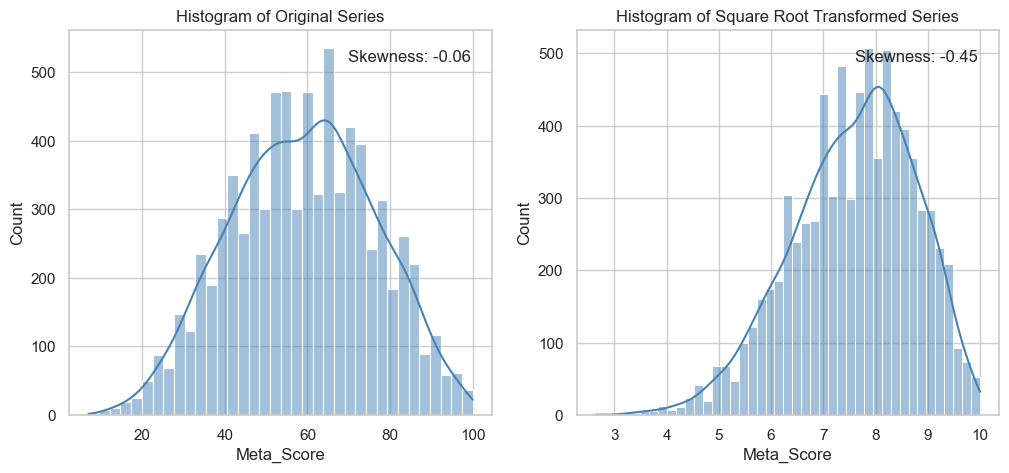 Histogram of Original Series
Skewness: -0.06
500
400
300
200
100
0
Count
20 40 60 80 100
Meta_Score
Histogram of Square Root Transformed Series
Skewness: -0.45
500
400
300
200
100
0
Count
3 4 5 6 7 8 9 10
Meta_Score